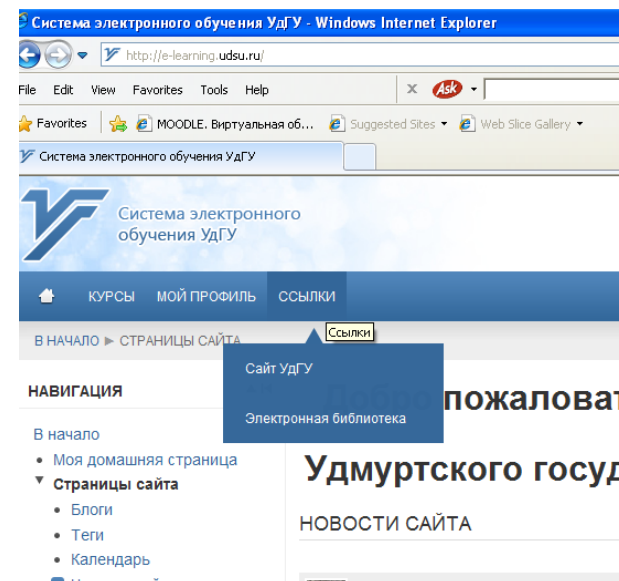 Система электронного обучения УдГУ - Windows Internet Explorer
http://e-learning.udsu.ru/
File Edit View Favorites Tools Help
x Ask
Favorites MOODLE. Виртуальная об... Suggested Sites Web Slice Gallery
Система электронного обучения УдГУ
Система электронного
обучения УдГУ
КУРСЫ МОЙ ПРОФИЛЬ ССЫЛКИ
Ссылки
В НАЧАЛО ► СТРАНИЦЫ САЙТА
Сайт УдГУ
Электронная библиотека
НАВИГАЦИЯ
Добро пожаловат
В начало
Моя домашняя страница
Удмуртского госуд
Страницы сайта
Блоги
НОВОСТИ САЙТА
Теги
Календарь